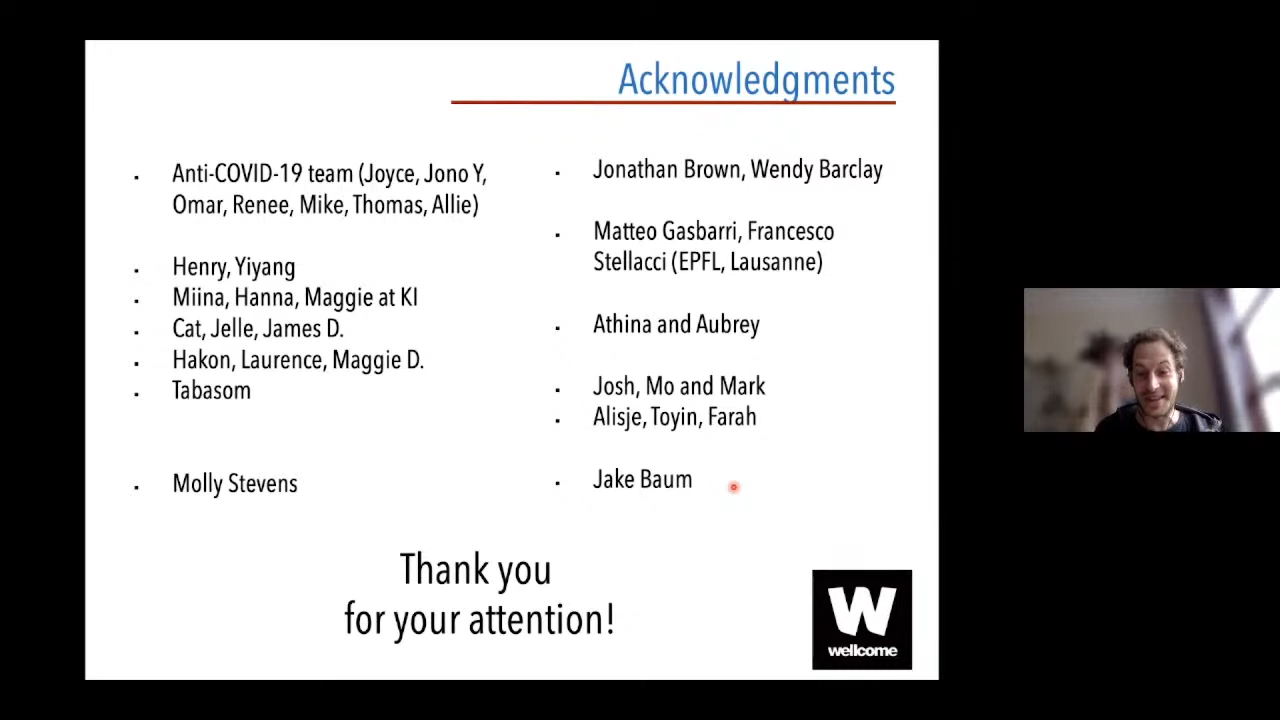 Acknowledgments
Anti-COVID-19 team (Joyce, Jono Y,
Omar, Renee, Mike, Thomas, Allie)
Henry, Yiyang
Miina, Hanna, Maggie at KI
Cat, Jelle, James D.
Hakon, Laurence, Maggie D.
Tabasom
Molly Stevens
Jonathan Brown, Wendy Barclay
Matteo Gasbarri, Francesco
Stellacci (EPFL, Lausanne)
Athina and Aubrey
Josh, Mo and Mark
Alisje, Toyin, Farah
Jake Baum
Thank you
for your attention!
W
wellcome